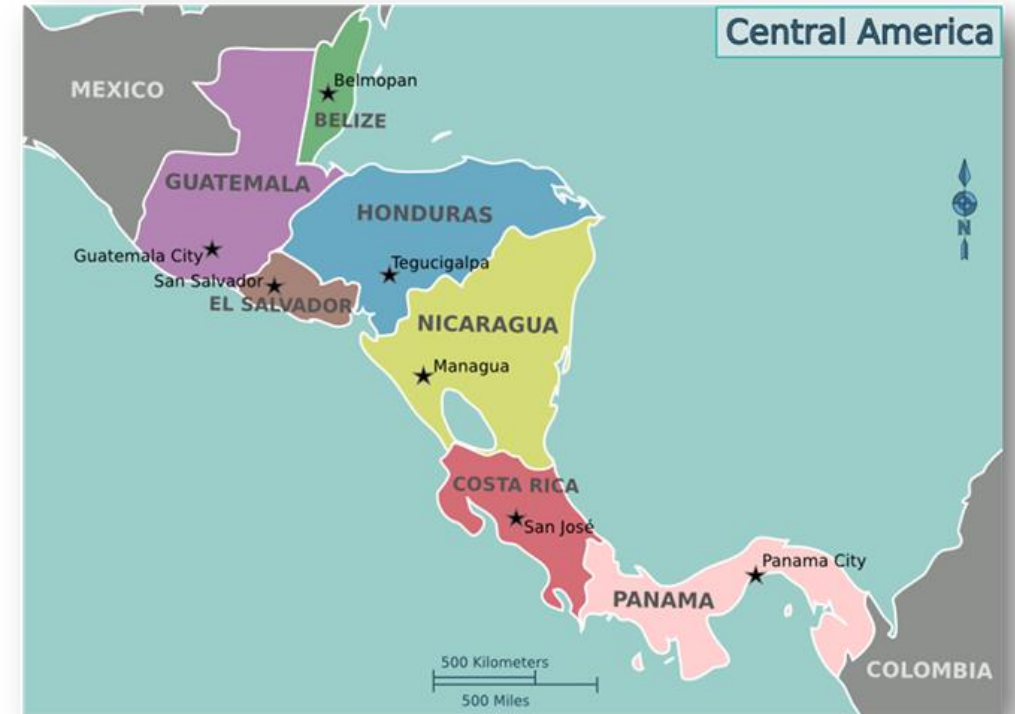 Central America
MEXICO
Belmopan
BELIZE
GUATEMALA
HONDURAS
Guatemala City
Tegucigalpa
San Salvador
EL SALVADOR
NICARAGUA
Managua
COSTA RICA
San José
Panama City
PANAMA
COLOMBIA
N
500 Kilometers
500 Miles